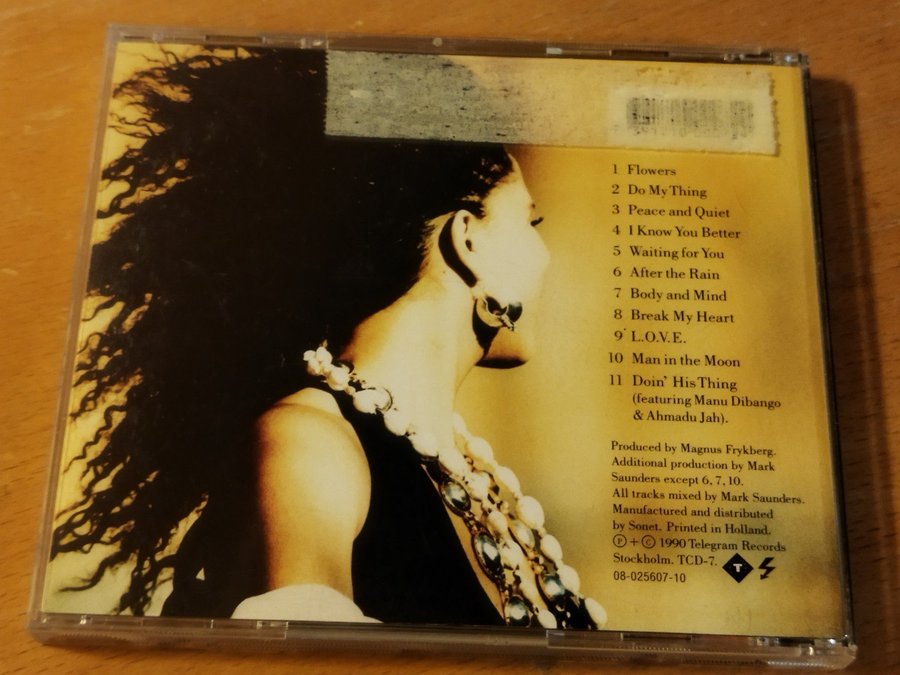 1 Flowers
2 Do My Thing
3 Peace and Quiet
4 I Know You Better
5 Waiting for You
6 After the Rain
7 Body and Mind
8 Break My Heart
9 L.O.V.E.
10 Man in the Moon
11 Doin' His Thing
(featuring Manu Dibango
& Ahmadu Jah).
Produced by Magnus Frykberg.
Additional production by Mark
Saunders except 6, 7, 10.
All tracks mixed by Mark Saunders.
Manufactured and distributed
by Sonet. Printed in Holland.
Ⓟ+© 1990 Telegram Records
Stockholm. TCD-7.
T
08-025607-10